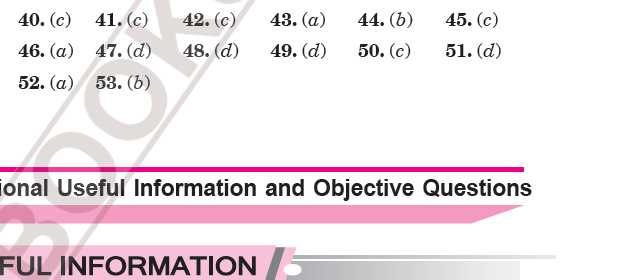 40. (c) 41. (c) 42. (c) 43. (a) 44. (b) 45. (c)
46. (a) 47. (d) 48. (d) 49. (d) 50. (c) 51. (d)
52. (a) 53. (b)
ional Useful Information and Objective Questions
FUL INFORMATION
BOOK